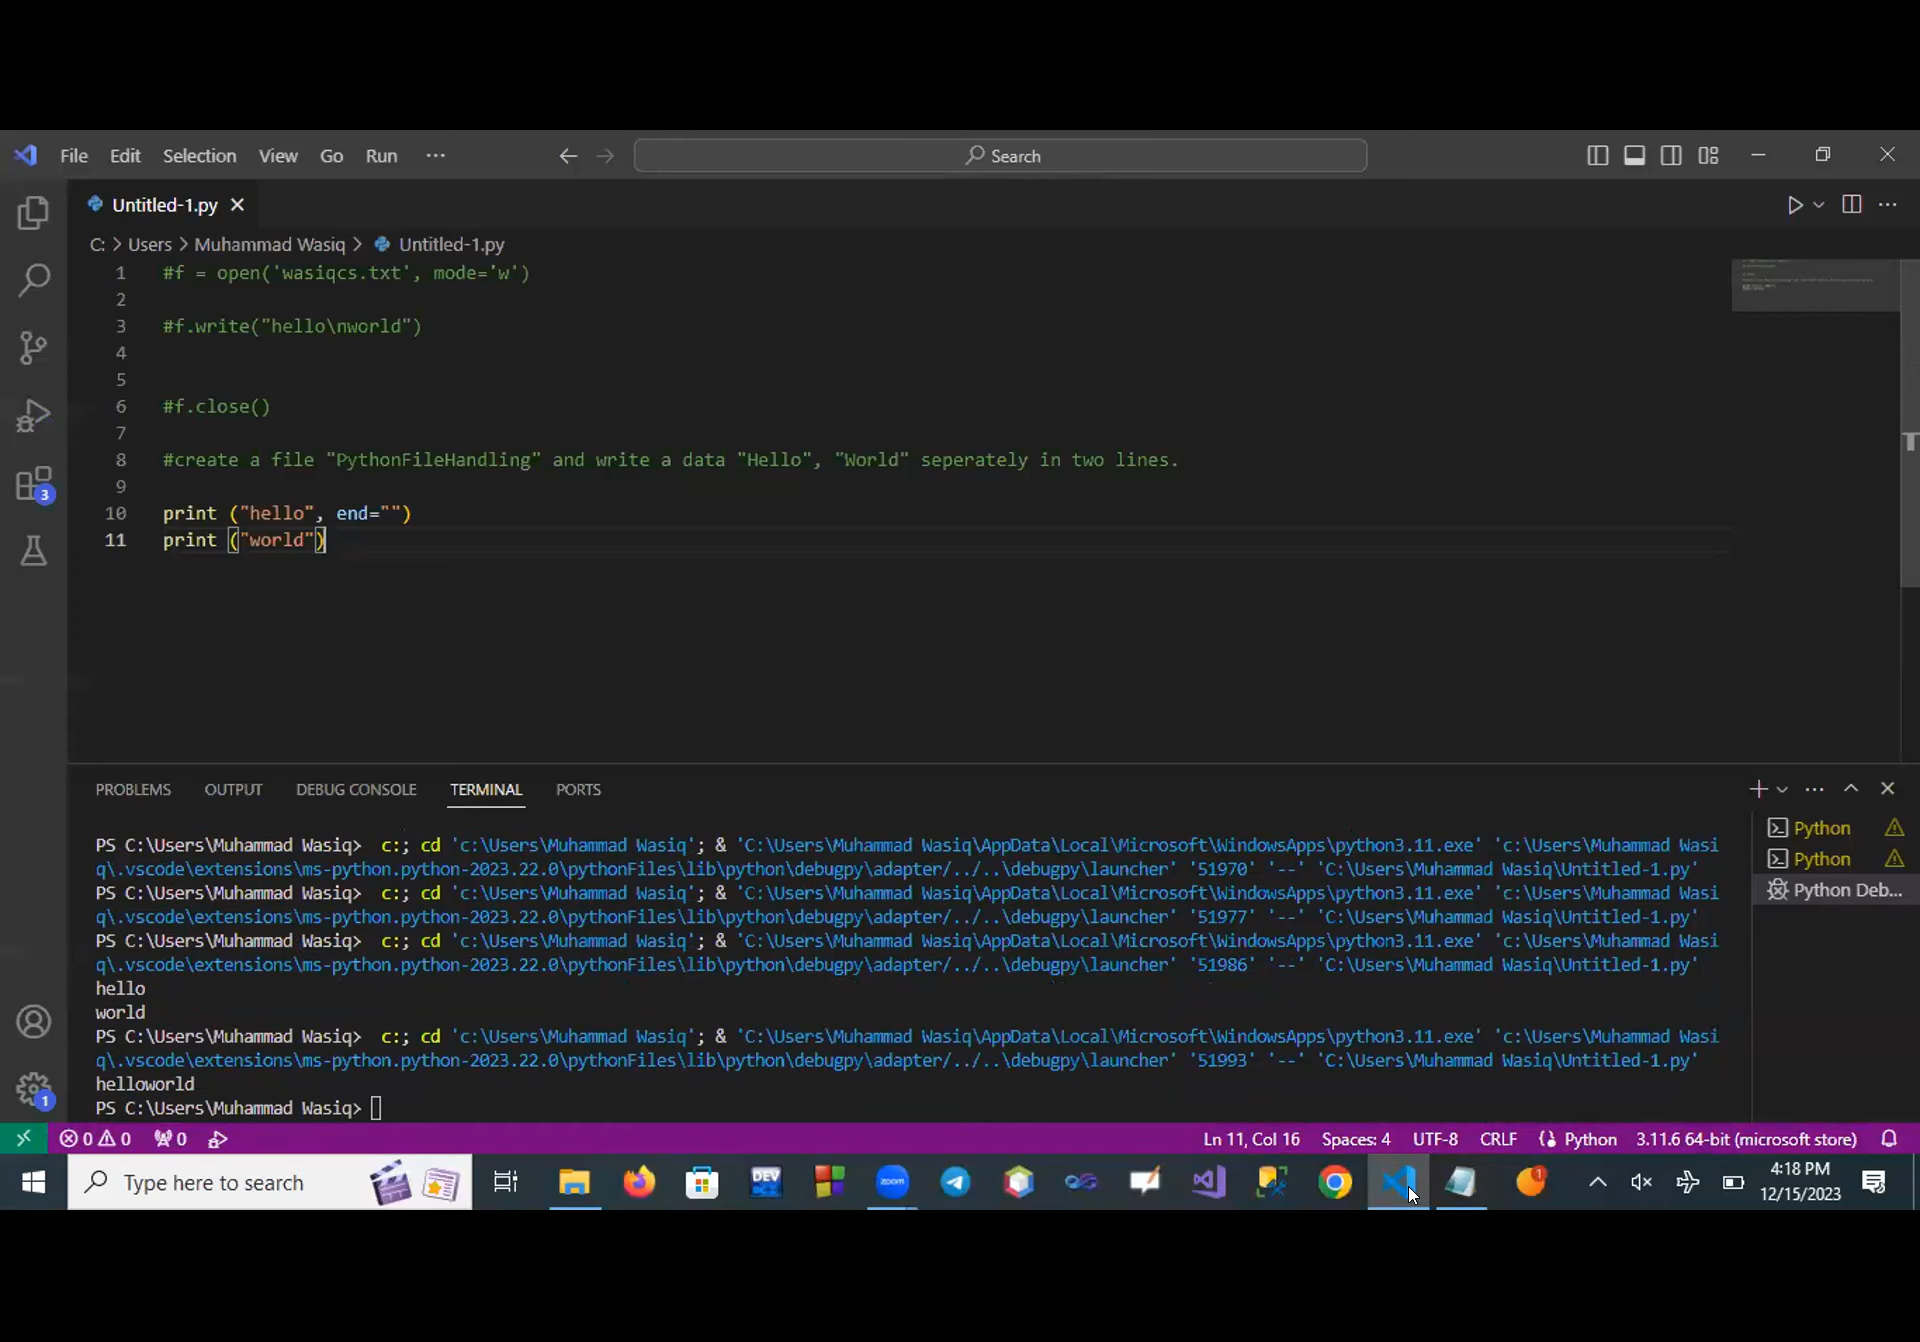 File Edit Selection View Go Run ··· Search
Untitled-1.py
C: > Users > Muhammad Wasiq > Untitled-1.py
1 #f = open('wasiqcs.txt', mode='w')
2
3 #f.write("hello\nworld")
4
5
6 #f.close()
7
8 #create a file "PythonFileHandling" and write a data "Hello", "World" seperately in two lines.
9
10 print ("hello", end="")
11 print ("world")
3
T
PROBLEMS OUTPUT DEBUG CONSOLE TERMINAL PORTS
PS C:\Users\Muhammad Wasiq> c:; cd 'c:\Users\Muhammad Wasiq'; & 'C:\Users\Muhammad Wasiq\AppData\Local\Microsoft\WindowsApps\python3.11.exe' 'c:\Users\Muhammad Wasi
q\.vscode\extensions\ms-python.python-2023.22.0\pythonFiles\lib\python\debugpy\adapter/../..\debugpy\launcher' '51970' '--' 'C:\Users\Muhammad Wasiq\Untitled-1.py'
PS C:\Users\Muhammad Wasiq> c:; cd 'c:\Users\Muhammad Wasiq'; & 'C:\Users\Muhammad Wasiq\AppData\Local\Microsoft\WindowsApps\python3.11.exe' 'c:\Users\Muhammad Wasi
q\.vscode\extensions\ms-python.python-2023.22.0\pythonFiles\lib\python\debugpy\adapter/../..\debugpy\launcher' '51977' '--' 'C:\Users\Muhammad Wasiq\Untitled-1.py'
PS C:\Users\Muhammad Wasiq> c:; cd 'c:\Users\Muhammad Wasiq'; & 'C:\Users\Muhammad Wasiq\AppData\Local\Microsoft\WindowsApps\python3.11.exe' 'c:\Users\Muhammad Wasi
q\.vscode\extensions\ms-python.python-2023.22.0\pythonFiles\lib\python\debugpy\adapter/../..\debugpy\launcher' '51986' '--' 'C:\Users\Muhammad Wasiq\Untitled-1.py'
hello
world
PS C:\Users\Muhammad Wasiq> c:; cd 'c:\Users\Muhammad Wasiq'; & 'C:\Users\Muhammad Wasiq\AppData\Local\Microsoft\WindowsApps\python3.11.exe' 'c:\Users\Muhammad Wasi
q\.vscode\extensions\ms-python.python-2023.22.0\pythonFiles\lib\python\debugpy\adapter/../..\debugpy\launcher' '51993' '--' 'C:\Users\Muhammad Wasiq\Untitled-1.py'
helloworld
PS C:\Users\Muhammad Wasiq>
Python
Python
Python Deb...
1
0 0 0 Ln 11, Col 16 Spaces: 4 UTF-8 CRLF Python 3.11.6 64-bit (microsoft store)
Type here to search DEV zoom 1 4:18 PM
12/15/2023